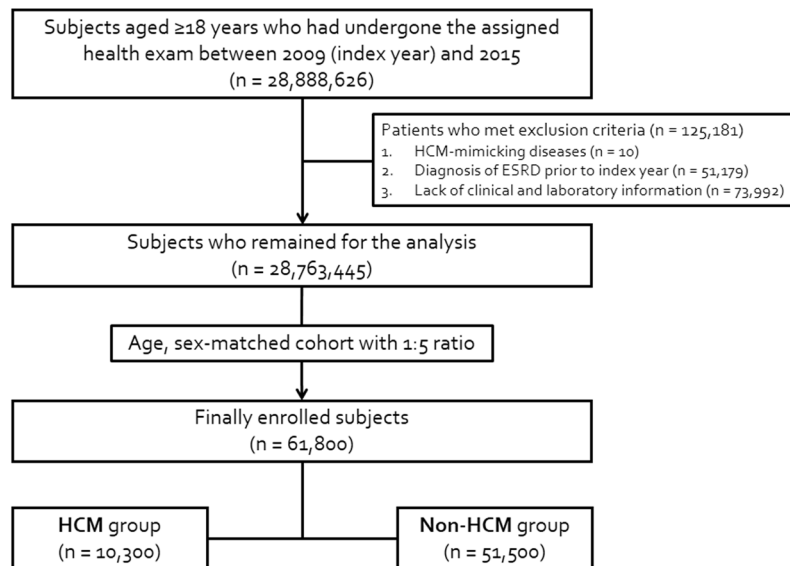 Subjects aged ≥18 years who had undergone the assigned
health exam between 2009 (index year) and 2015
(n = 28,888,626)
Patients who met exclusion criteria (n = 125,181)
1. HCM-mimicking diseases (n = 10)
2. Diagnosis of ESRD prior to index year (n = 51,179)
3. Lack of clinical and laboratory information (n = 73,992)
Subjects who remained for the analysis
(n = 28,763,445)
Age, sex-matched cohort with 1:5 ratio
Finally enrolled subjects
(n = 61,800)
HCM group
(n = 10,300)
Non-HCM group
(n = 51,500)